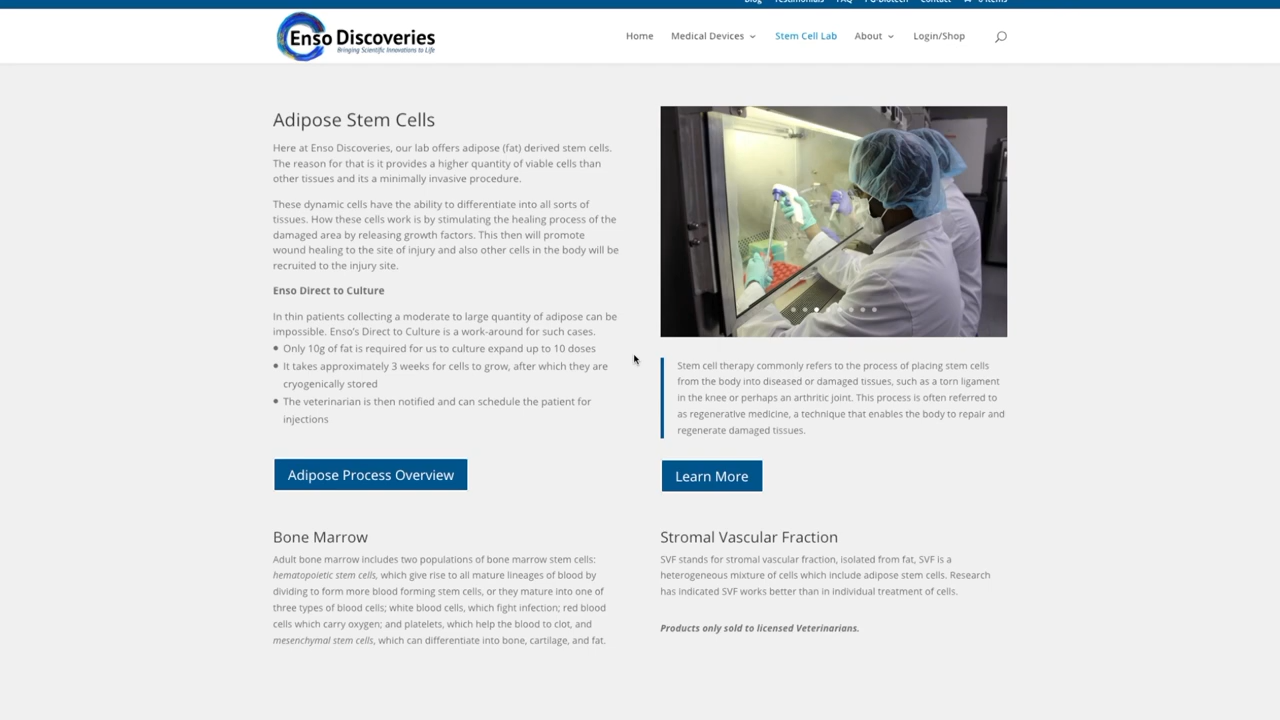 Blog Testimonials FAQ Contact 0 Items
Enso Discoveries
Bringing Scientific Innovations to Life
Home Medical Devices Stem Cell Lab About Login/Shop
Adipose Stem Cells
Here at Enso Discoveries, our lab offers adipose (fat) derived stem cells.
The reason for that is it provides a higher quantity of viable cells than
other tissues and its a minimally invasive procedure.
These dynamic cells have the ability to differentiate into all sorts of
tissues. How these cells work is by stimulating the healing process of the
damaged area by releasing growth factors. This then will promote
wound healing to the site of injury and also other cells in the body will be
recruited to the injury site.
Enso Direct to Culture
In thin patients collecting a moderate to large quantity of adipose can be
impossible. Enso's Direct to Culture is a work-around for such cases.
• Only 10g of fat is required for us to culture expand up to 10 doses
• It takes approximately 3 weeks for cells to grow, after which they are
cryogenically stored
• The veterinarian is then notified and can schedule the patient for
injections
Adipose Process Overview
Stem cell therapy commonly refers to the process of placing stem cells
from the body into diseased or damaged tissues, such as a torn ligament
in the knee or perhaps an arthritic joint. This process is often referred to
as regenerative medicine, a technique that enables the body to repair and
regenerate damaged tissues.
Learn More
Bone Marrow
Adult bone marrow includes two populations of bone marrow stem cells:
hematopoietic stem cells, which give rise to all mature lineages of blood by
dividing to form more blood forming stem cells, or they mature into one of
three types of blood cells; white blood cells, which fight infection; red blood
cells which carry oxygen; and platelets, which help the blood to clot, and
mesenchymal stem cells, which can differentiate into bone, cartilage, and fat.
Stromal Vascular Fraction
SVF stands for stromal vascular fraction, isolated from fat, SVF is a
heterogeneous mixture of cells which include adipose stem cells. Research
has indicated SVF works better than in individual treatment of cells.
Products only sold to licensed Veterinarians.